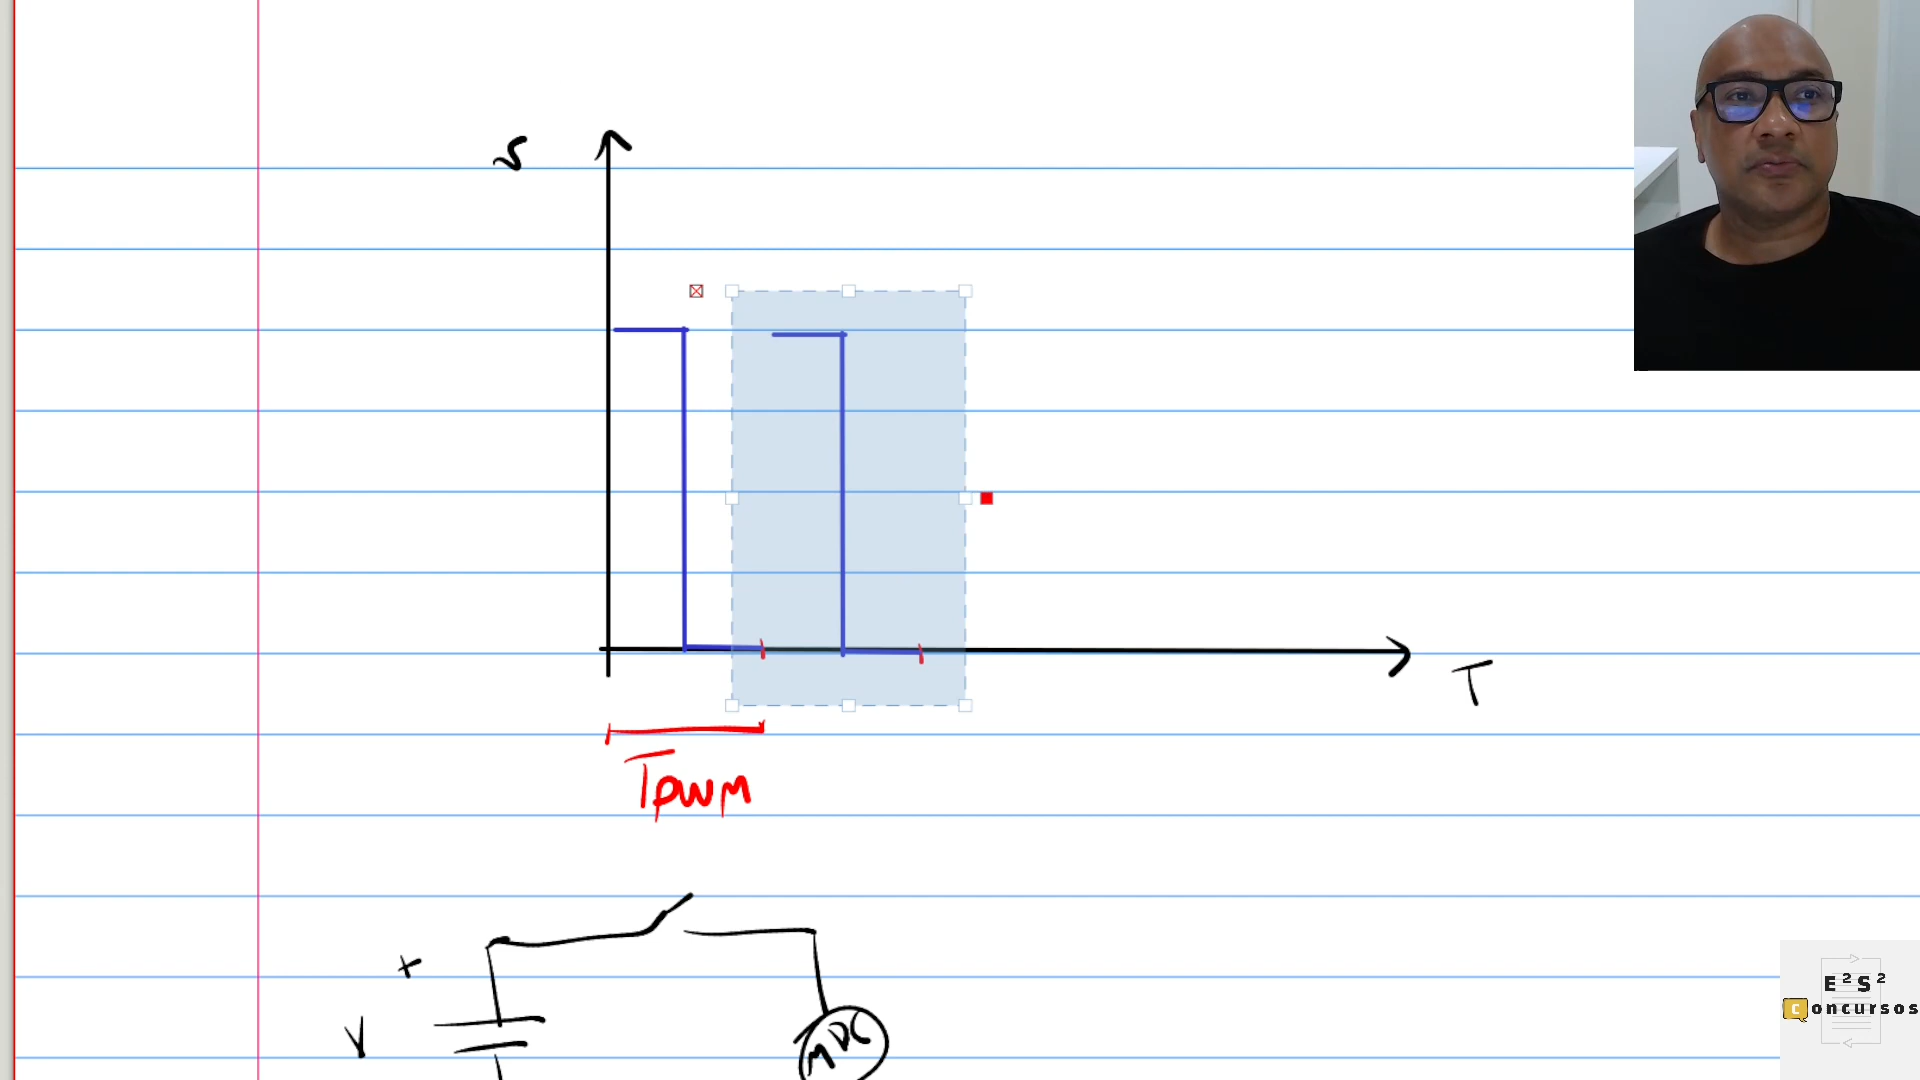 v
T
TPWM
+
V
MDC
E²S²
Concursos